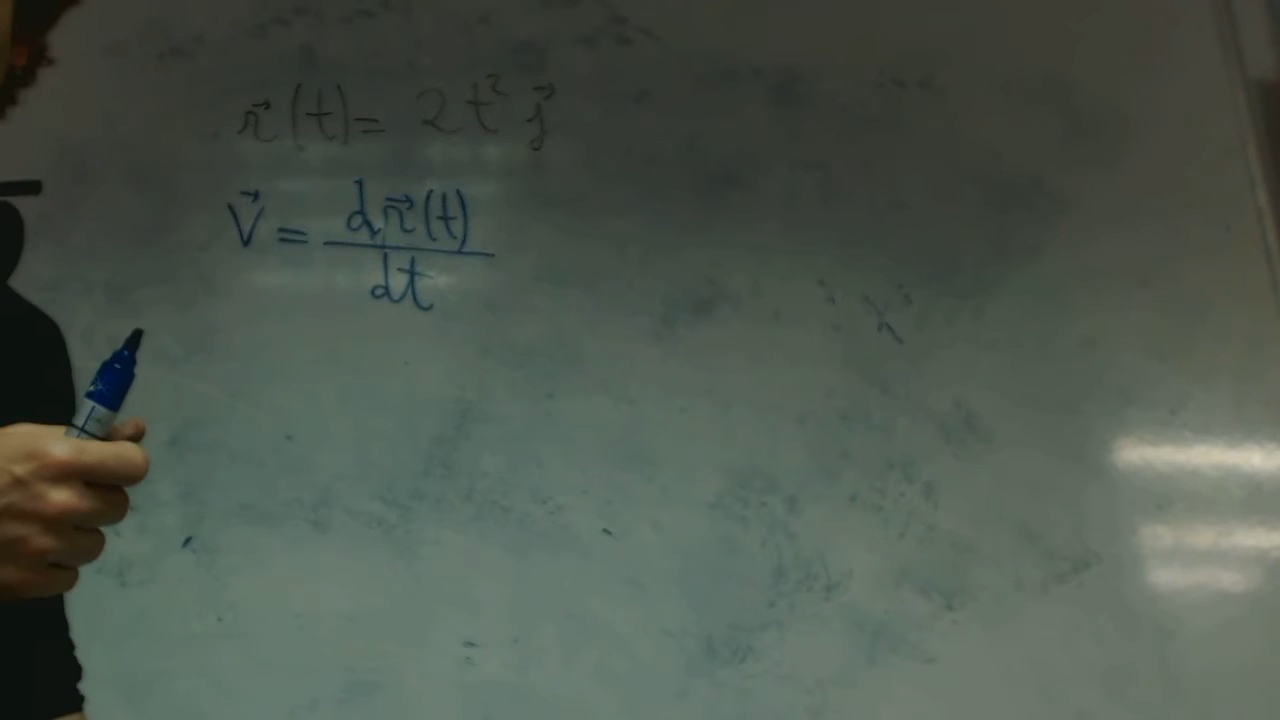 r⃗(t) = 2t² j⃗
V⃗ = dr⃗(t)/dt